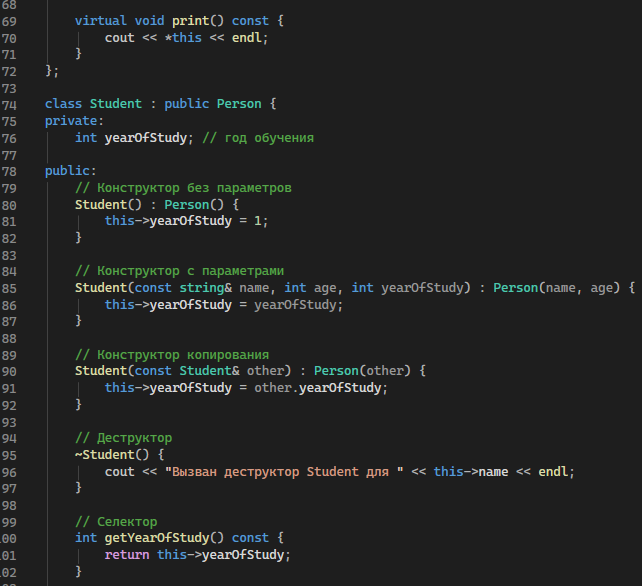 68
69 virtual void print() const {
70 cout << *this << endl;
71 }
72 };
73
74 class Student : public Person {
75 private:
76 int yearOfStudy; // год обучения
77
78 public:
79 // Конструктор без параметров
80 Student() : Person() {
81 this->yearOfStudy = 1;
82 }
83
84 // Конструктор с параметрами
85 Student(const string& name, int age, int yearOfStudy) : Person(name, age) {
86 this->yearOfStudy = yearOfStudy;
87 }
88
89 // Конструктор копирования
90 Student(const Student& other) : Person(other) {
91 this->yearOfStudy = other.yearOfStudy;
92 }
93
94 // Деструктор
95 ~Student() {
96 cout << "Вызван деструктор Student для " << this->name << endl;
97 }
98
99 // Селектор
00 int getYearOfStudy() const {
01 return this->yearOfStudy;
02 }